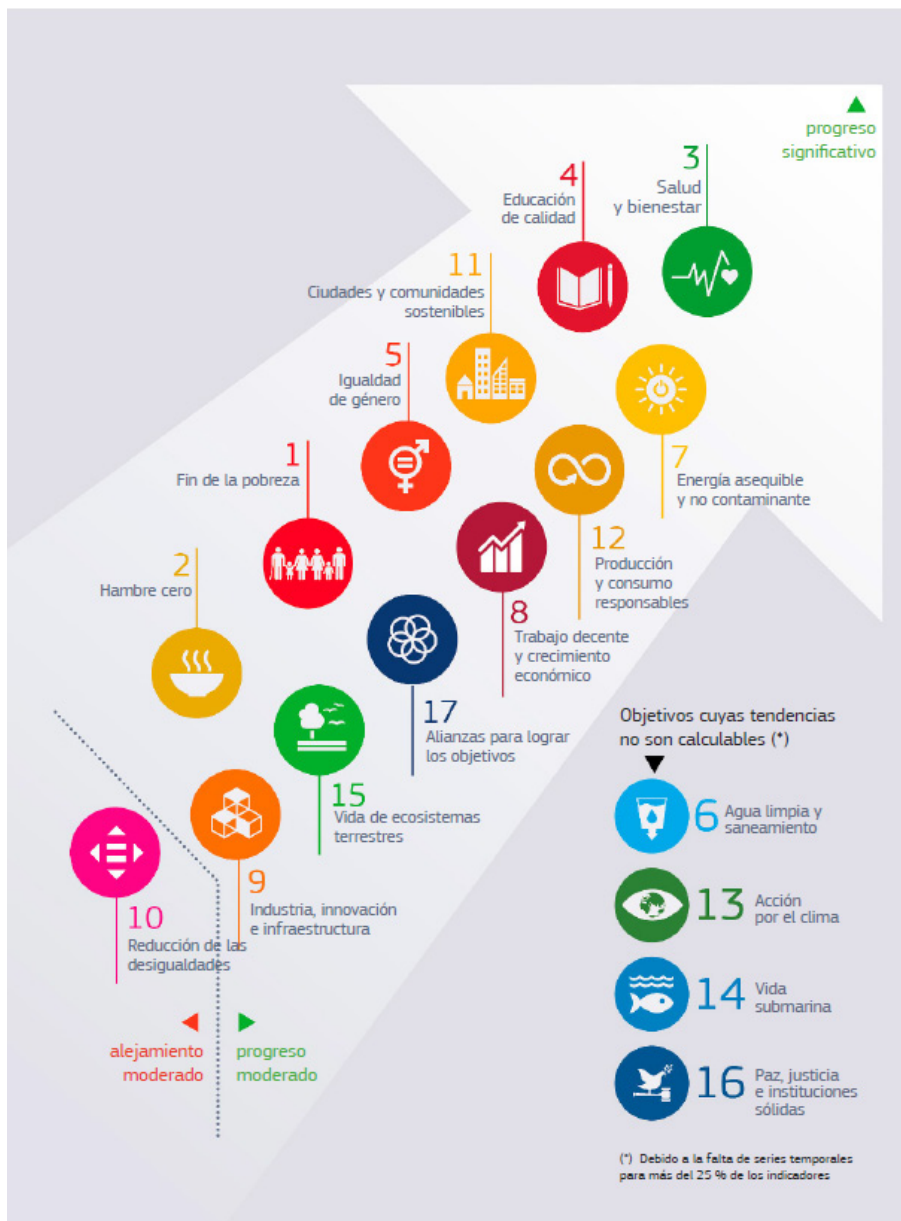 progreso
significativo
3
Salud
y bienestar
4
Educación
de calidad
11
Ciudades y comunidades
sostenibles
5
Igualdad
de género
7
Energía asequible
y no contaminante
1
Fin de la pobreza
12
Producción
y consumo
responsables
2
Hambre cero
8
Trabajo decente
y crecimiento
económico
17
Alianzas para lograr
los objetivos
15
Vida de ecosistemas
terrestres
9
Industria, innovación
e infraestructura
10
Reducción de las
desigualdades
alejamiento
moderado
progreso
moderado
Objetivos cuyas tendencias
no son calculables (*)
6 Agua limpia y
saneamiento
13 Acción
por el clima
14 Vida
submarina
16 Paz, justicia
e instituciones
sólidas
(*) Debido a la falta de series temporales
para más del 25 % de los indicadores